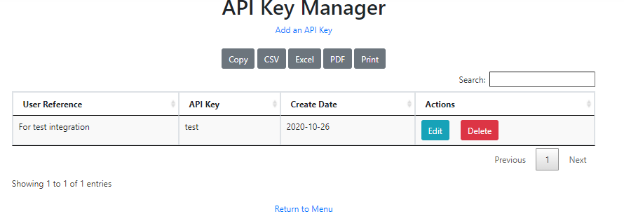 API Key Manager
Add an API Key
Copy CSV Excel PDF Print
Search:
User Reference API Key Create Date Actions
For test integration test 2020-10-26 Edit Delete
Previous 1 Next
Showing 1 to 1 of 1 entries
Return to Menu